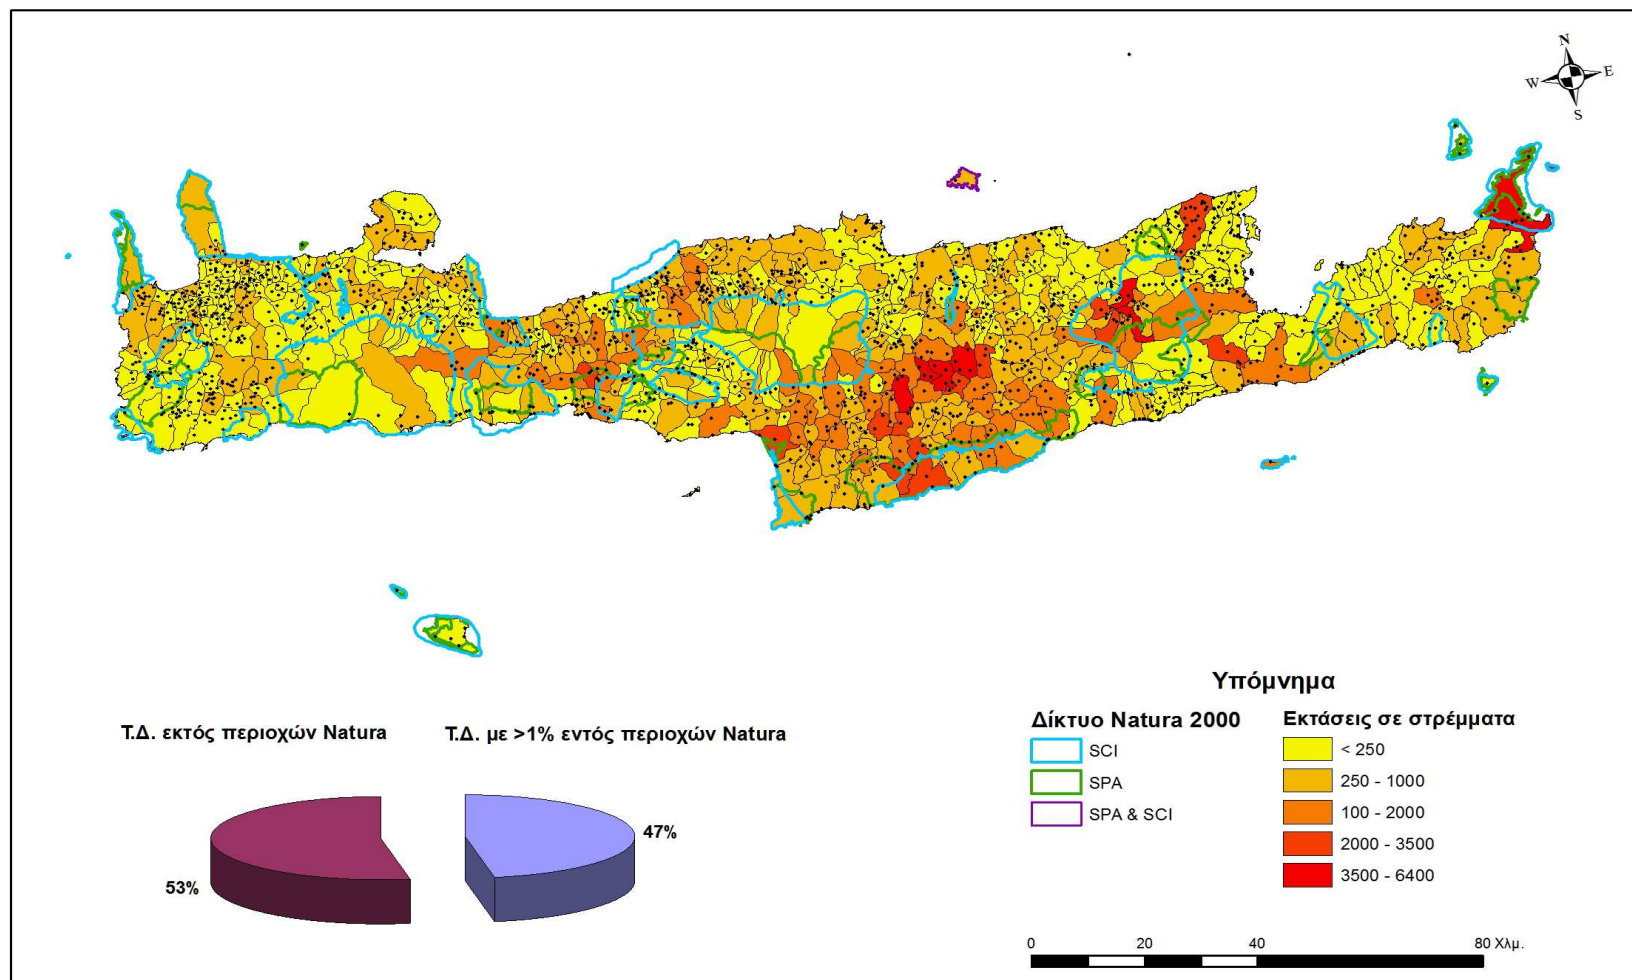 N
W E
S
Υπόμνημα
Δίκτυο Natura 2000
SCI
SPA
SPA & SCI
Εκτάσεις σε στρέμματα
< 250
250 - 1000
100 - 2000
2000 - 3500
3500 - 6400
Τ.Δ. εκτός περιοχών Natura
53%
Τ.Δ. με >1% εντός περιοχών Natura
47%
0 20 40 80 Χλμ.